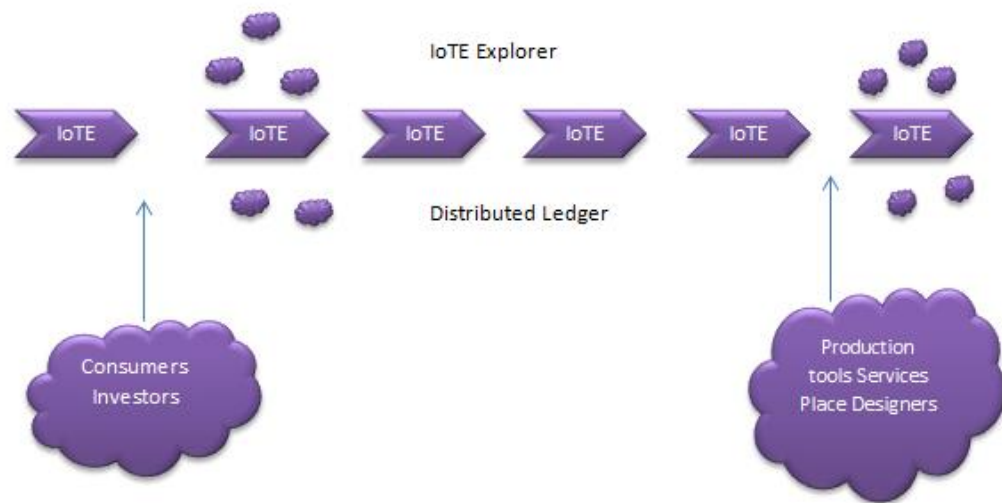 IoTE Explorer
IoTE
IoTE
IoTE
IoTE
IoTE
IoTE
Distributed Ledger
Consumers
Investors
Production
tools Services
Place Designers